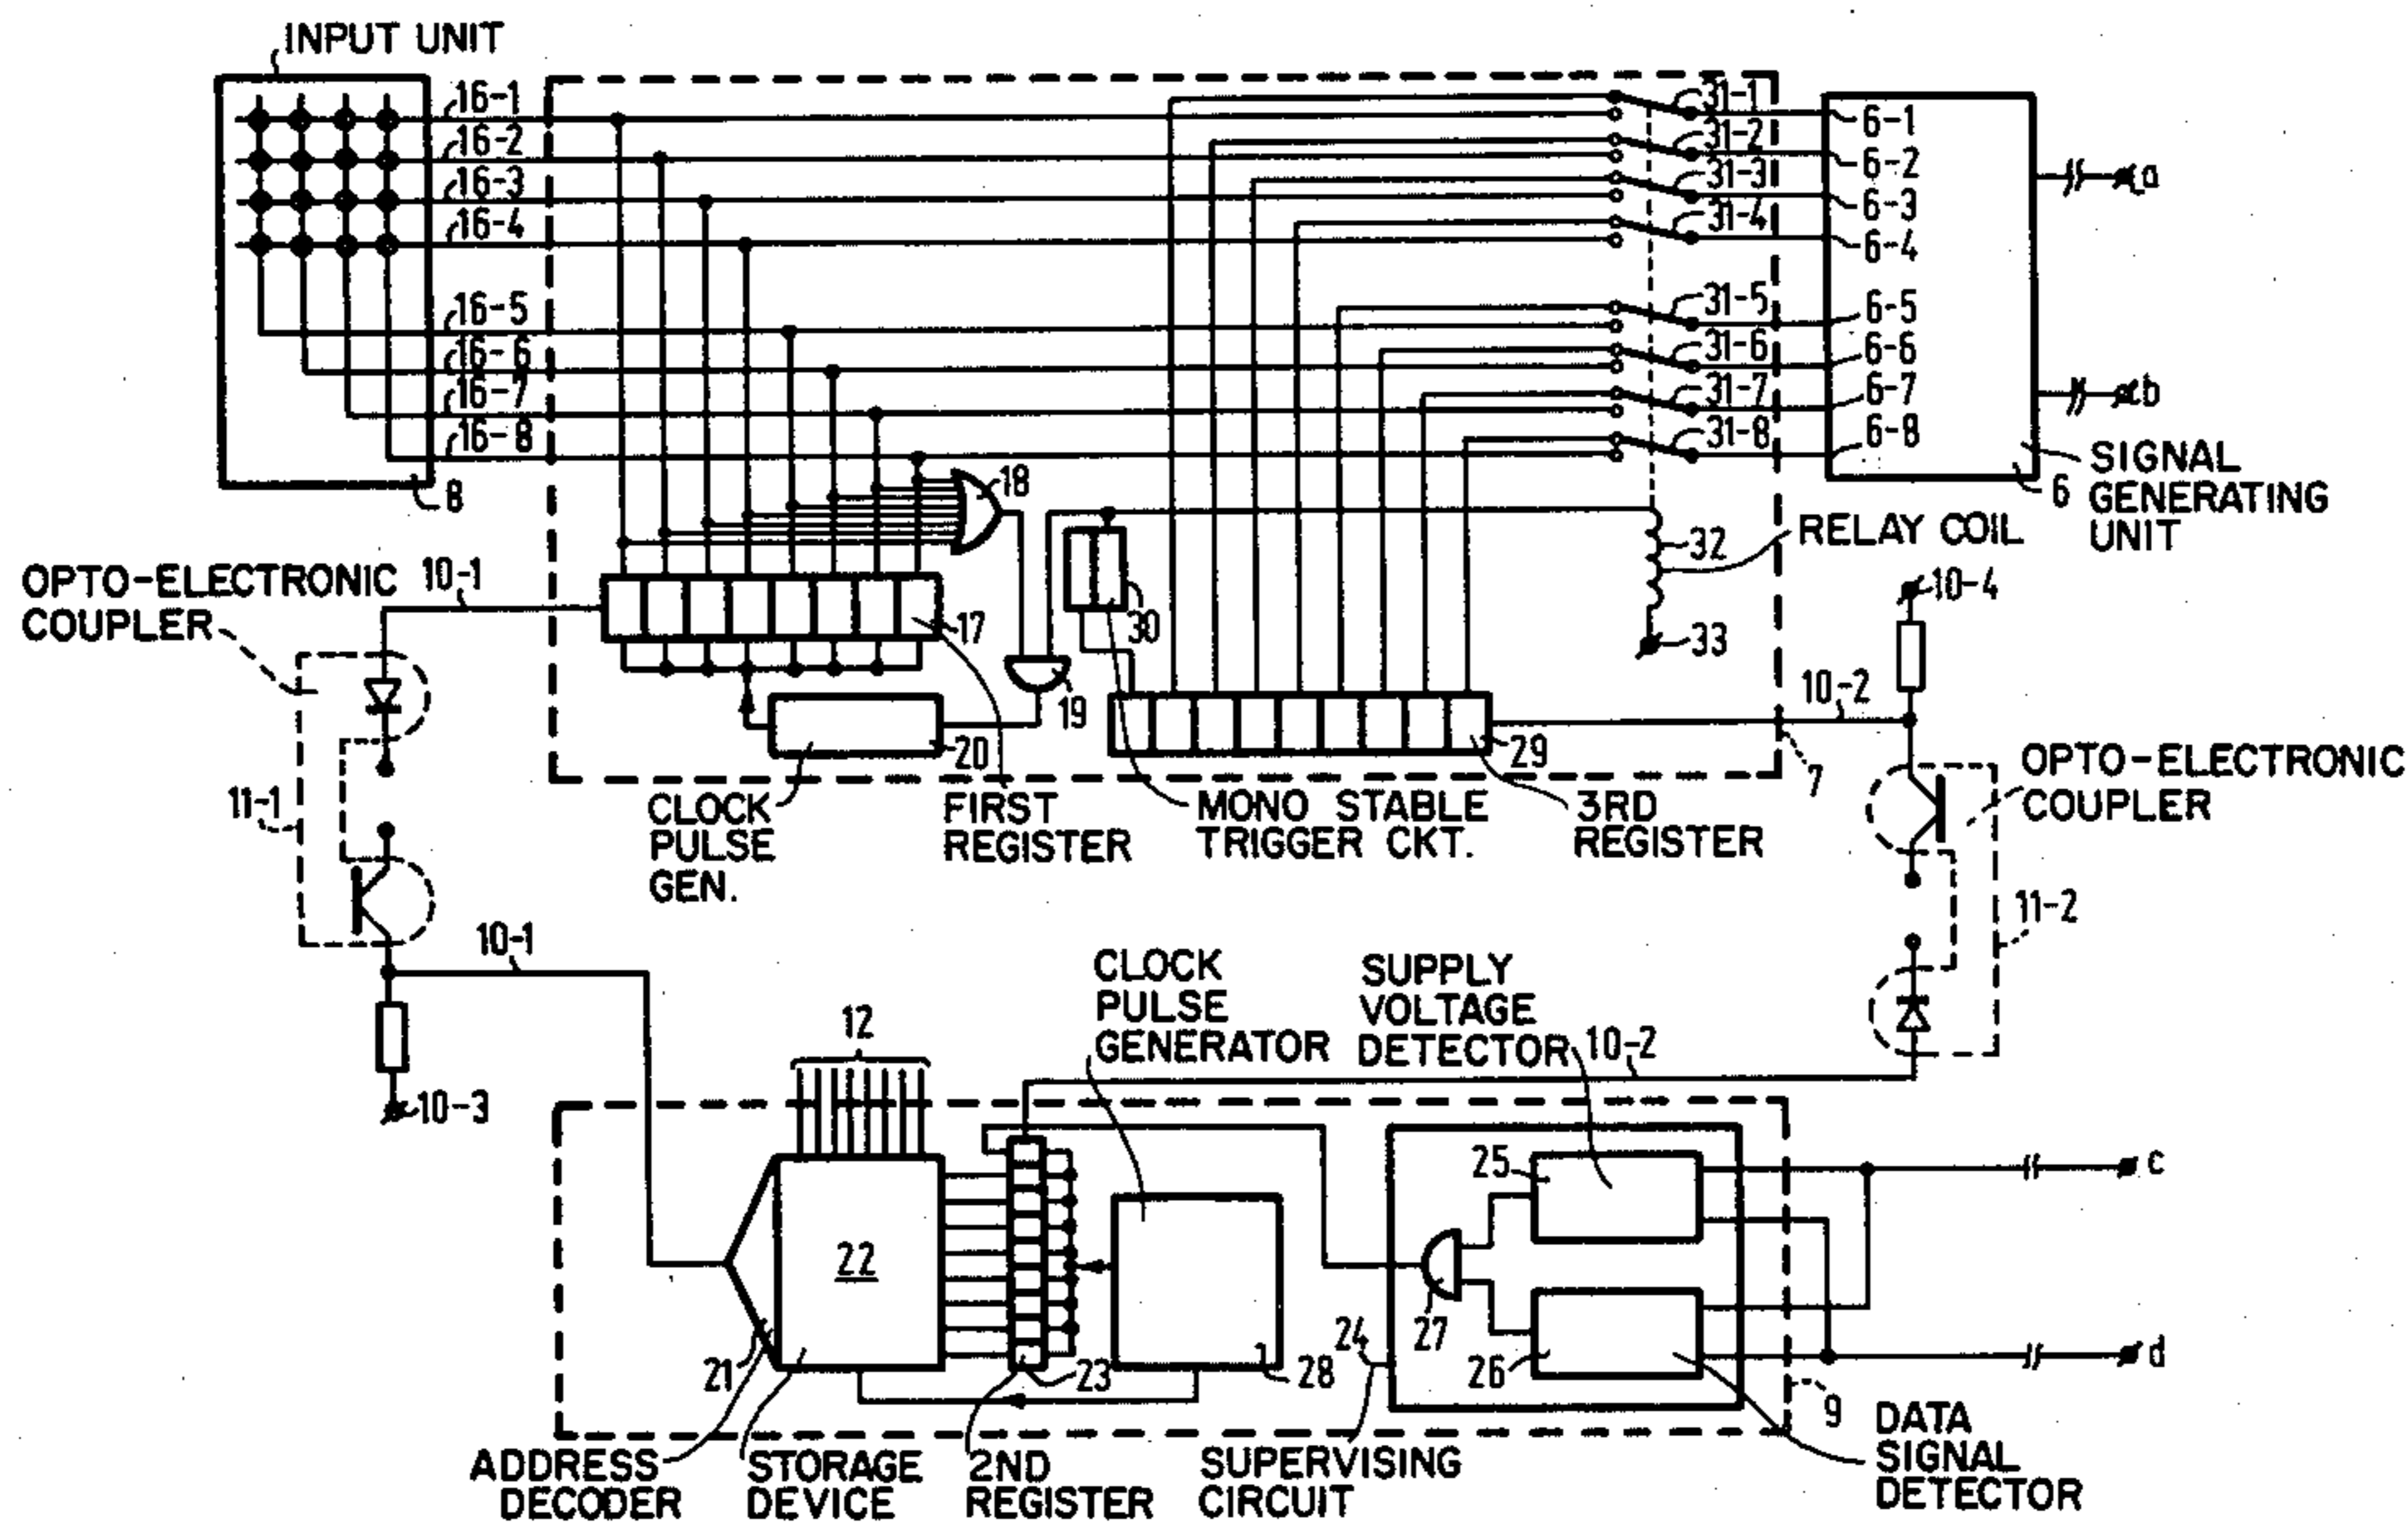 INPUT UNIT
16-1
16-2
16-3
16-4
16-5
16-6
16-7
16-8
8
31-1
31-2
31-3
31-4
31-5
31-6
31-7
31-8
6-1
6-2
6-3
6-4
6-5
6-6
6-7
6-8
a
b
6
SIGNAL
GENERATING
UNIT
18
OPTO-ELECTRONIC
COUPLER
10-1
17
30
19
20
29
32
RELAY COIL
33
10-4
10-2
7
11-1
CLOCK
PULSE
GEN.
FIRST
REGISTER
MONO STABLE
TRIGGER CKT.
3RD
REGISTER
OPTO-ELECTRONIC
COUPLER
11-2
10-1
10-3
12
CLOCK
PULSE
GENERATOR
SUPPLY
VOLTAGE
DETECTOR
10-2
25
c
22
27
21
23
28
24
26
d
9
ADDRESS
DECODER
STORAGE
DEVICE
2ND
REGISTER
SUPERVISING
CIRCUIT
DATA
SIGNAL
DETECTOR